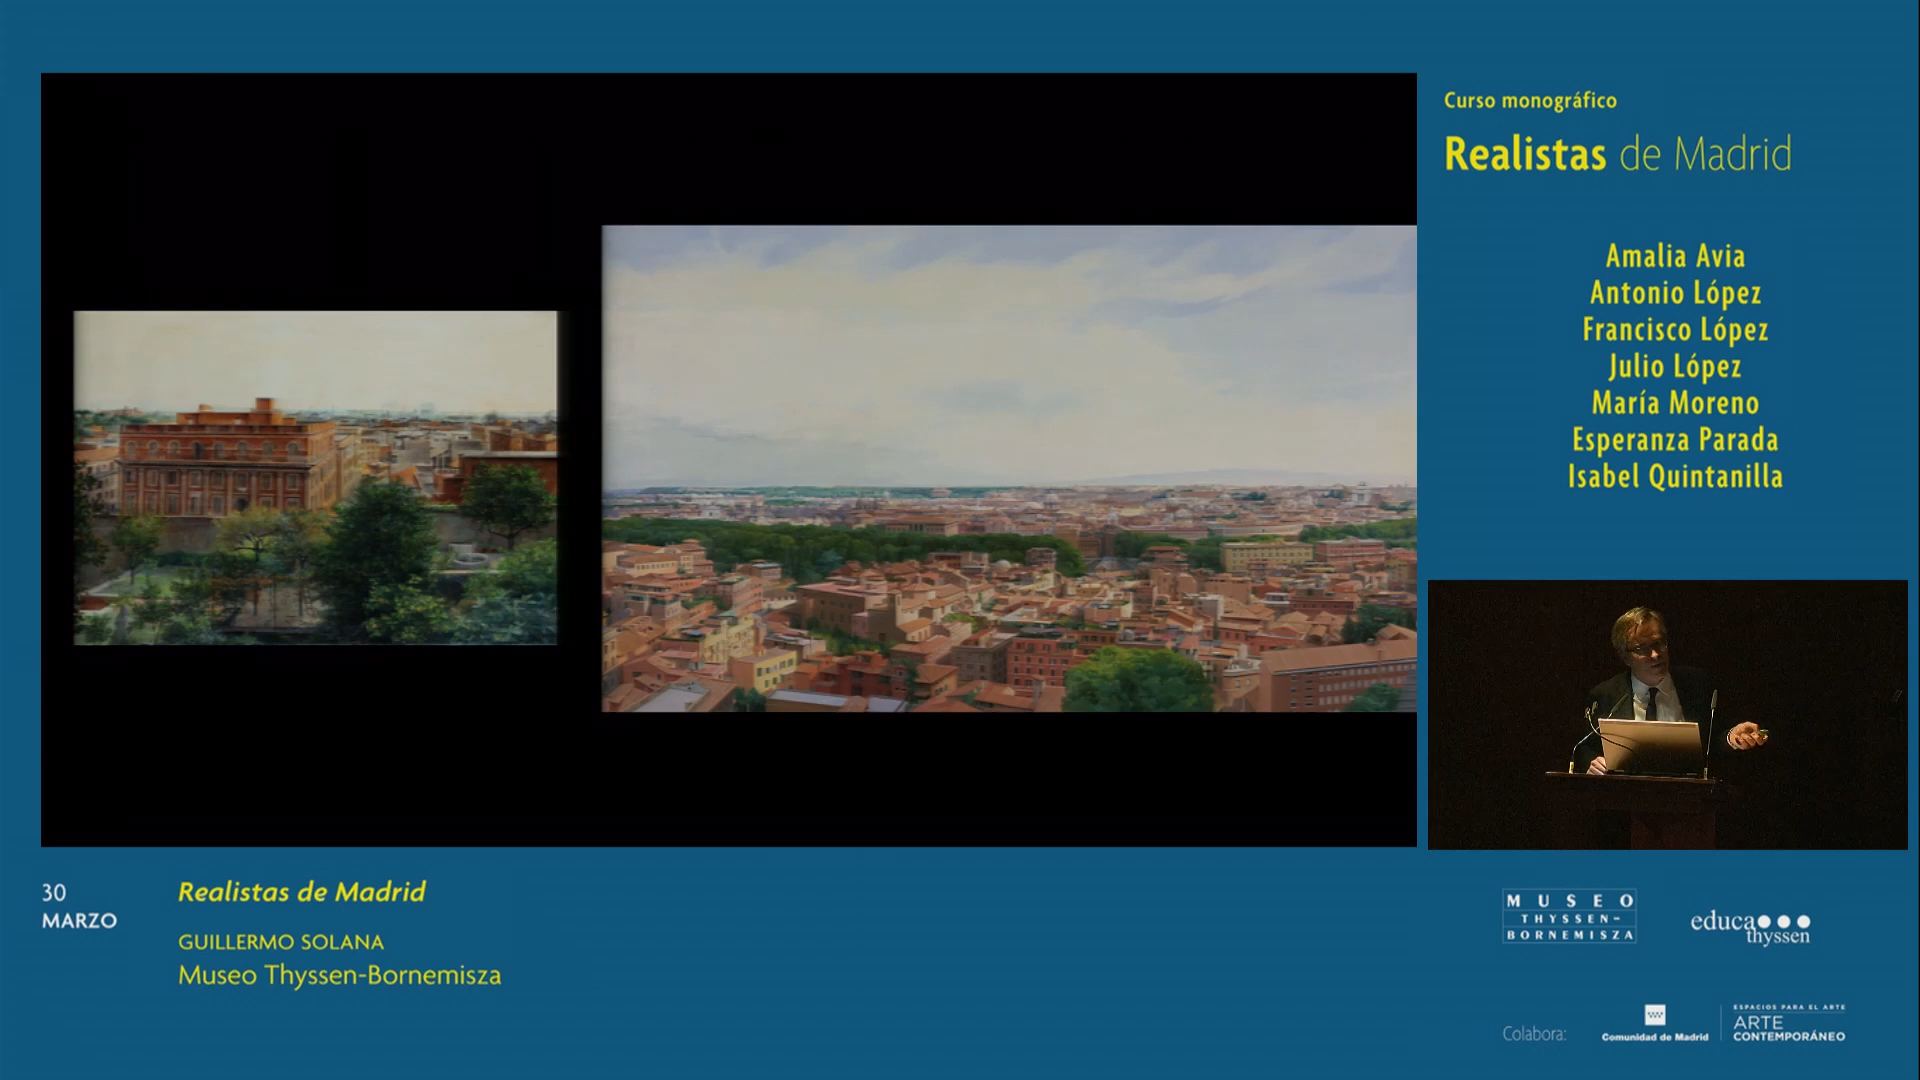 Curso monográfico
Realistas de Madrid
Amalia Avia
Antonio López
Francisco López
Julio López
María Moreno
Esperanza Parada
Isabel Quintanilla
30
MARZO
Realistas de Madrid
GUILLERMO SOLANA
Museo Thyssen-Bornemisza
MUSEO
THYSSEN-
BORNEMISZA
educa
thyssen
Colabora:
Comunidad de Madrid
ESPACIOS PARA EL ARTE
ARTE
CONTEMPORÁNEO